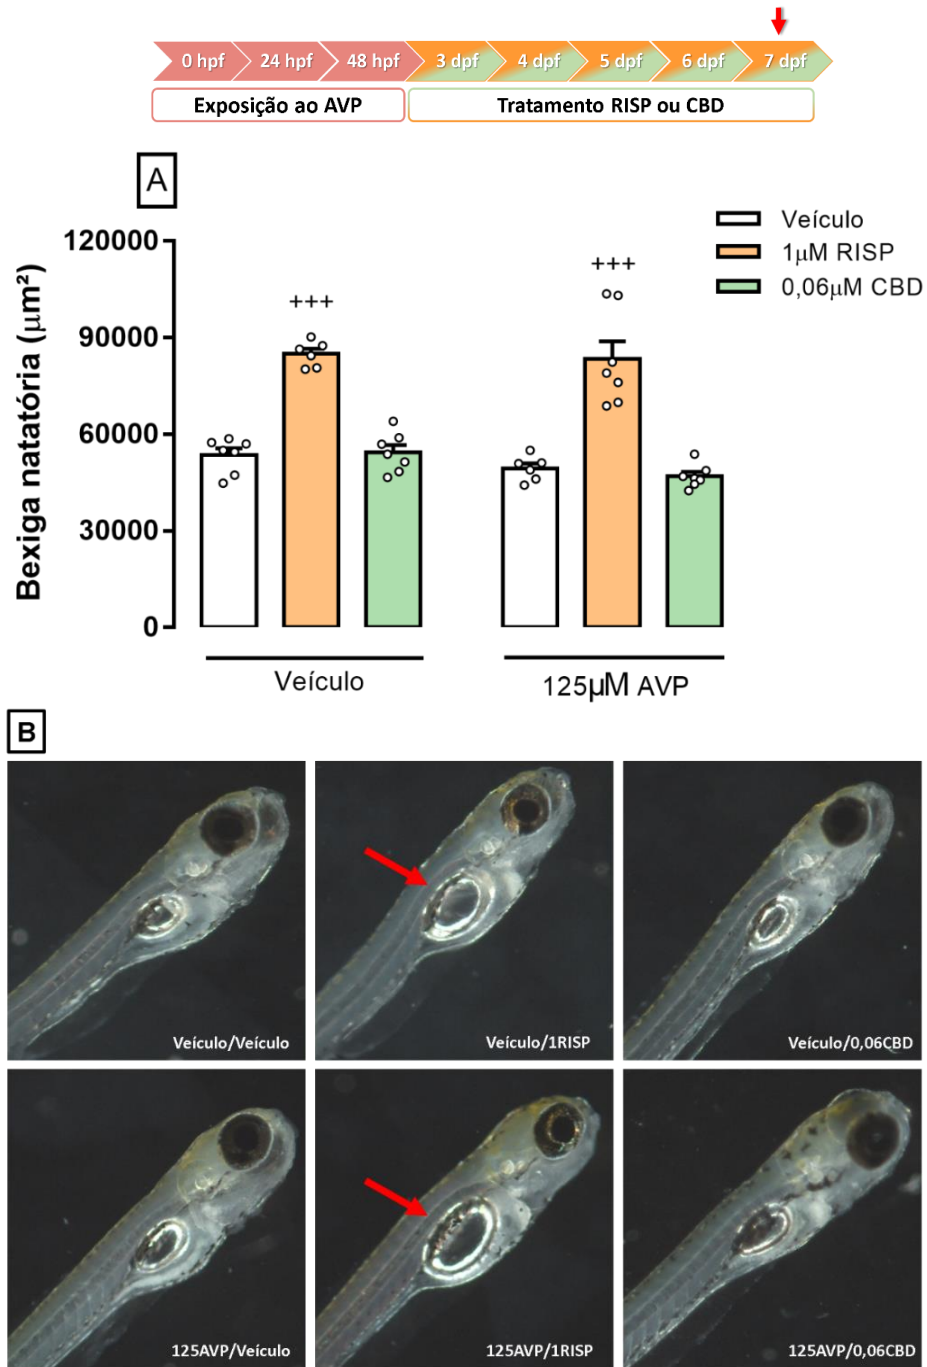 0 hpf 24 hpf 48 hpf 3 dpf 4 dpf 5 dpf 6 dpf 7 dpf
Exposição ao AVP Tratamento RISP ou CBD
A
Veículo
1µM RISP
0,06µM CBD
Bexiga natatória (µm²)
120000
90000
60000
30000
0
+++
+++
Veículo 125µM AVP
B
Veículo/Veículo Veículo/1RISP Veículo/0,06CBD
125AVP/Veículo 125AVP/1RISP 125AVP/0,06CBD